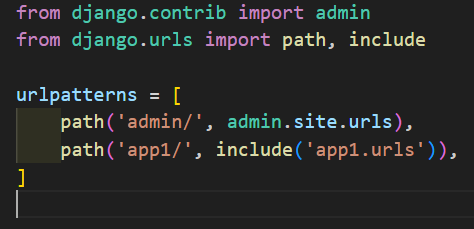 from django.contrib import admin
from django.urls import path, include

urlpatterns = [
    path('admin/', admin.site.urls),
    path('app1/', include('app1.urls')),
]